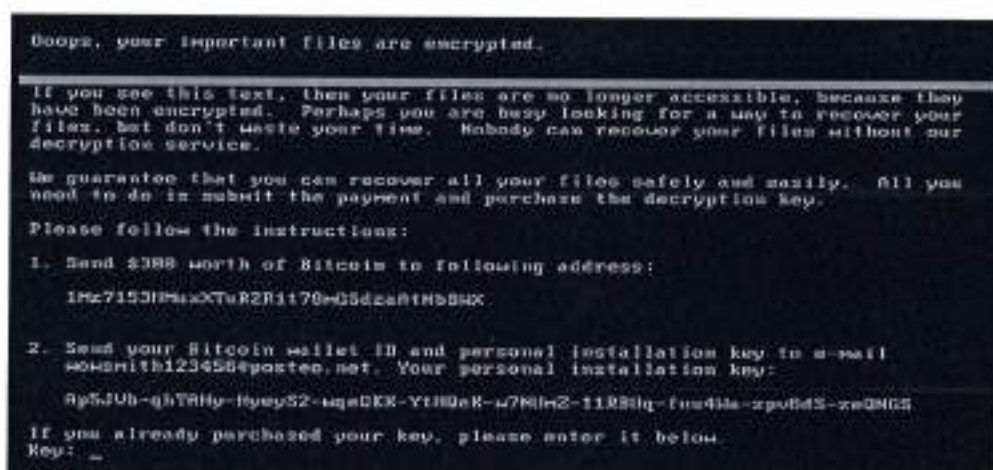 Ooops, your important files are encrypted.
If you see this text, then your files are no longer accessible, because they
have been encrypted. Perhaps you are busy looking for a way to recover your
files, but don't waste your time. Nobody can recover your files without our
decryption service.
We guarantee that you can recover all your files safely and easily. All you
need to do is submit the payment and purchase the decryption key.
Please follow the instructions:
1. Send $300 worth of Bitcoin to following address:
2. Send your Bitcoin wallet ID and personal installation key to e-mail
wowsmith123456@posteo.net. Your personal installation key:
If you already purchased your key, please enter it below.
Key: _